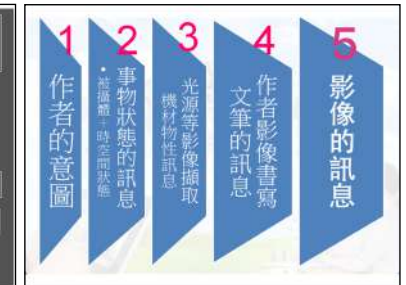 1
作者的意圖
2
事物狀態的訊息
•被攝體+時空間狀態
3
光源等影像擷取
機材物性訊息
4
作者影像書寫
文筆的訊息
5
影像的訊息